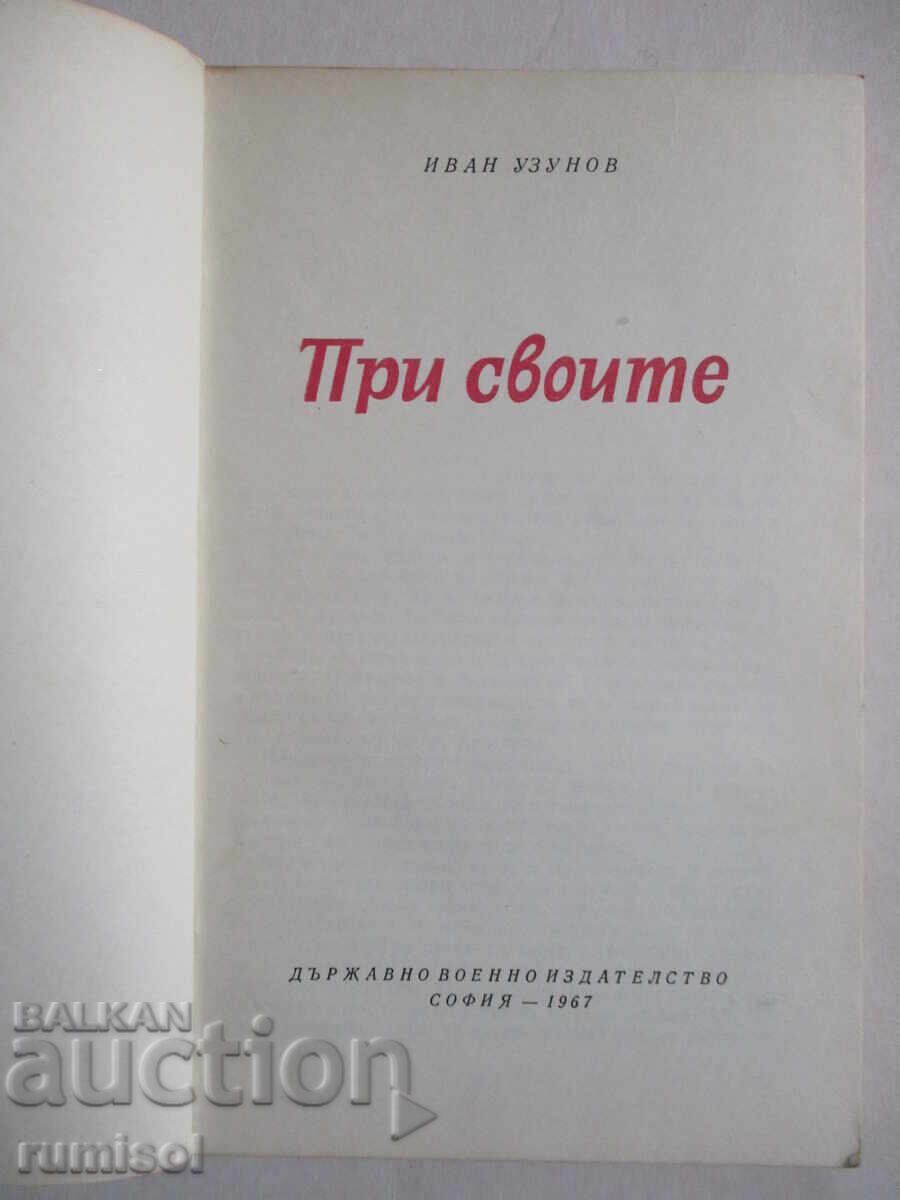 ИВАН УЗУНОВ
При своите
ДЪРЖАВНО ВОЕННО ИЗДАТЕЛСТВО
СОФИЯ — 1967
BALKAN
auction
rumisol